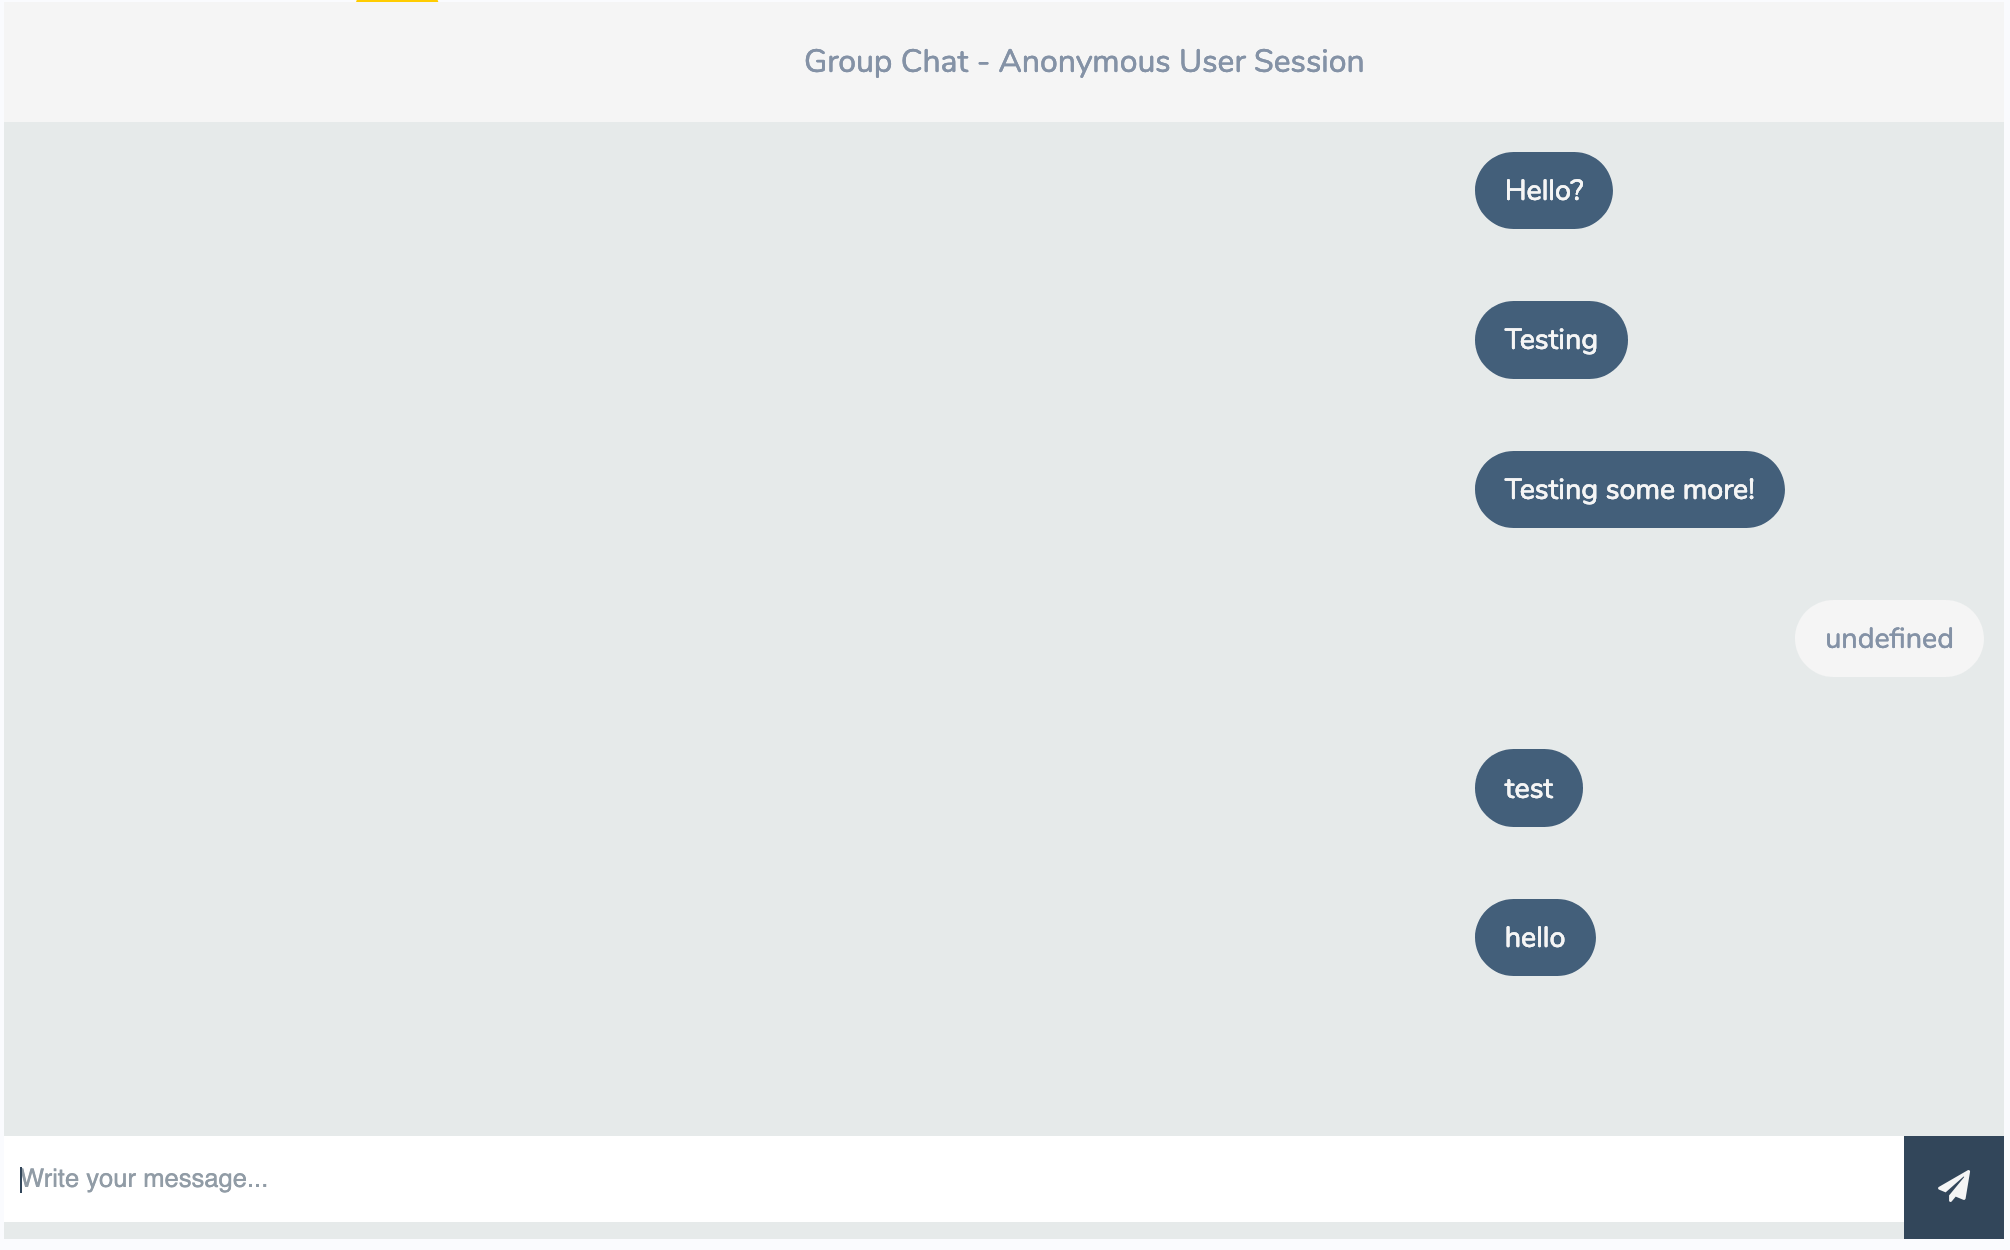 Group Chat - Anonymous User Session
Hello?
Testing
Testing some more!
undefined
test
hello
Write your message...